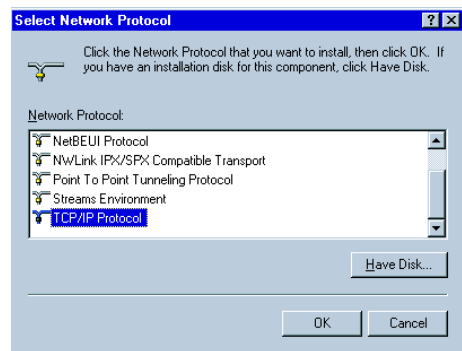 Select Network Protocol
Click the Network Protocol that you want to install, then click OK. If
you have an installation disk for this component, click Have Disk.
Network Protocol:
NetBEUI Protocol
NWLink IPX/SPX Compatible Transport
Point To Point Tunneling Protocol
Streams Environment
TCP/IP Protocol
Have Disk...
OK
Cancel